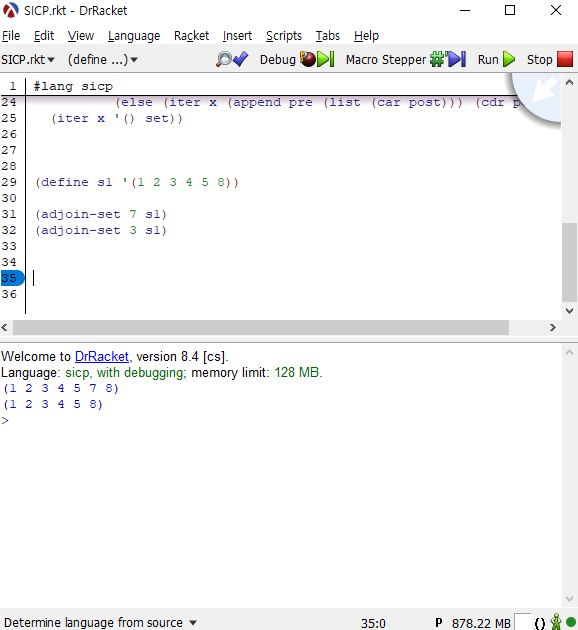 SICP.rkt - DrRacket
File Edit View Language Racket Insert Scripts Tabs Help
SICP.rkt▾ (define ...)▾ Debug Macro Stepper Run Stop
1 #lang sicp
24 (else (iter x (append pre (list (car post))) (cdr p
25 (iter x '() set))
26
27
28
29 (define s1 '(1 2 3 4 5 8))
30
31 (adjoin-set 7 s1)
32 (adjoin-set 3 s1)
33
34
35
36
Welcome to DrRacket, version 8.4 [cs].
Language: sicp, with debugging; memory limit: 128 MB.
(1 2 3 4 5 7 8)
(1 2 3 4 5 8)
>
Determine language from source ▾ 35:0 P 878.22 MB ()